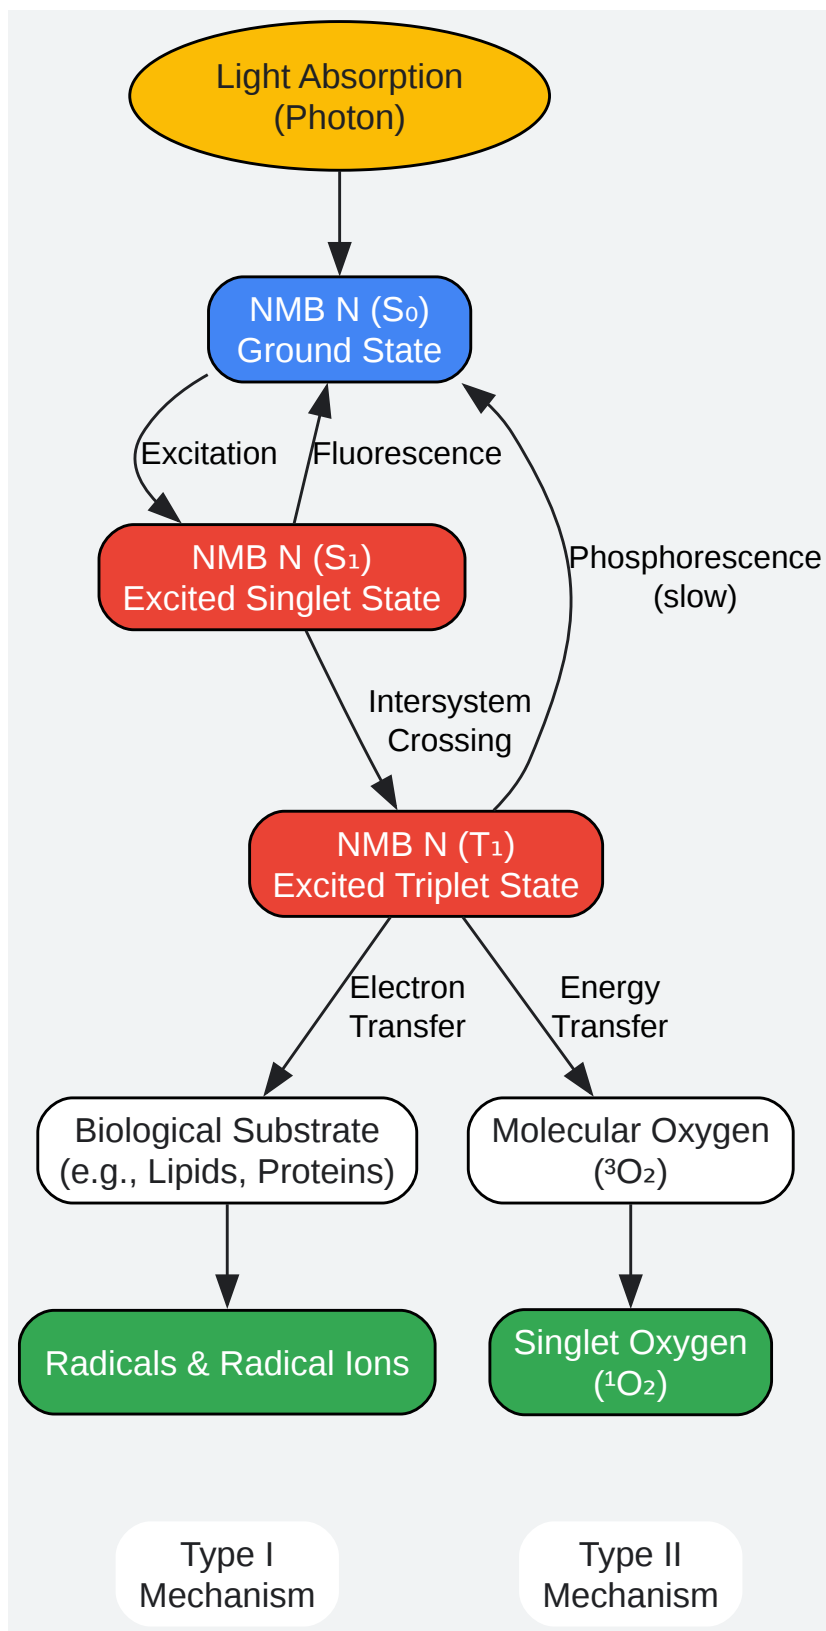 Light Absorption
(Photon)
NMB N (S₀)
Ground State
Excitation
Fluorescence
NMB N (S₁)
Excited Singlet State
Phosphorescence
(slow)
Intersystem
Crossing
NMB N (T₁)
Excited Triplet State
Electron
Transfer
Energy
Transfer
Biological Substrate
(e.g., Lipids, Proteins)
Molecular Oxygen
(³O₂)
Radicals & Radical Ions
Singlet Oxygen
(¹O₂)
Type I
Mechanism
Type II
Mechanism